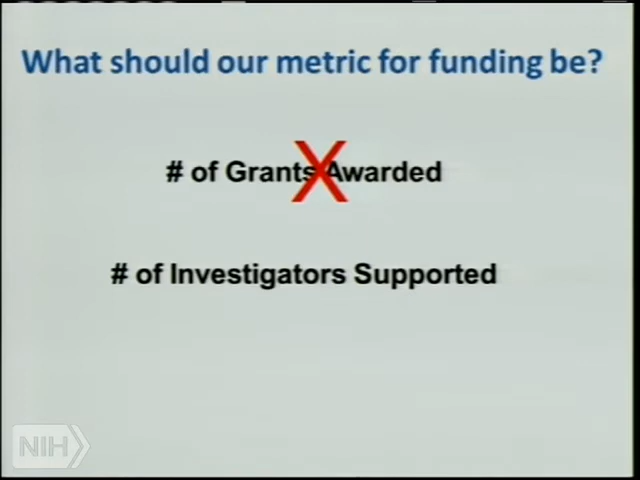 What should our metric for funding be?
# of Grants Awarded
# of Investigators Supported
NIH